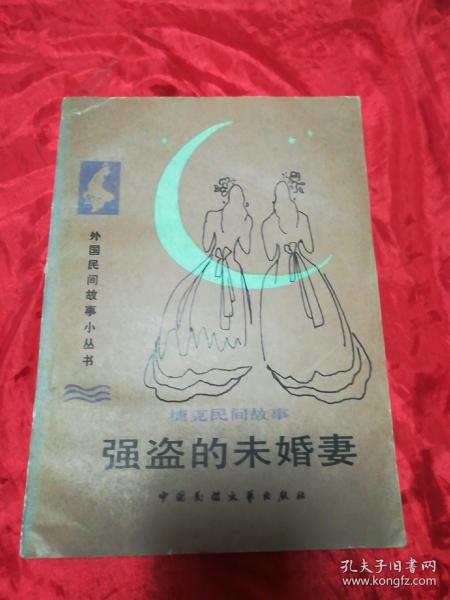 外国民间故事小丛书
捷克民间故事
强盗的未婚妻
中国民间文艺出版社
孔夫子旧书网
www.kongfz.com